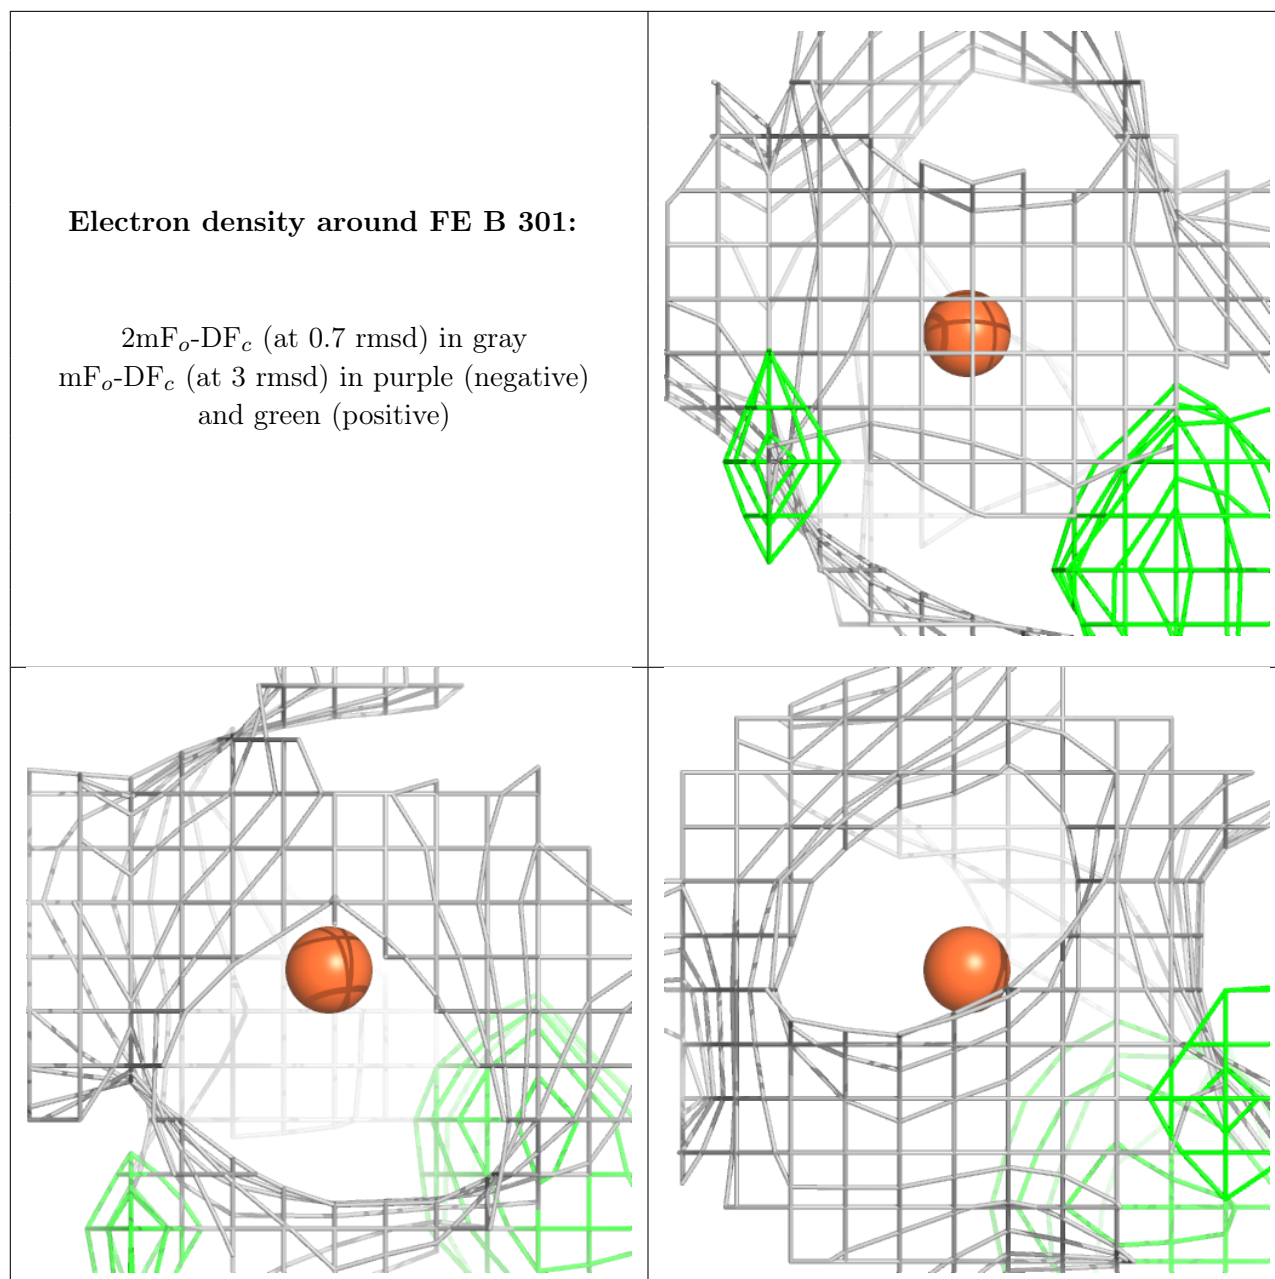 Electron density around FE B 301:
2mFo-DFc (at 0.7 rmsd) in gray
mFo-DFc (at 3 rmsd) in purple (negative)
and green (positive)